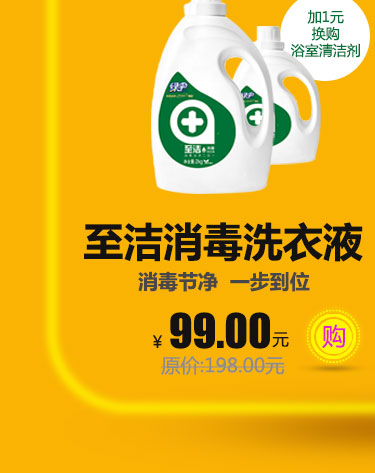 加1元
换购
浴室清洁剂
绿伞
至洁
至洁消毒洗衣液
消毒节净 一步到位
¥ 99.00元
购
原价:198.00元